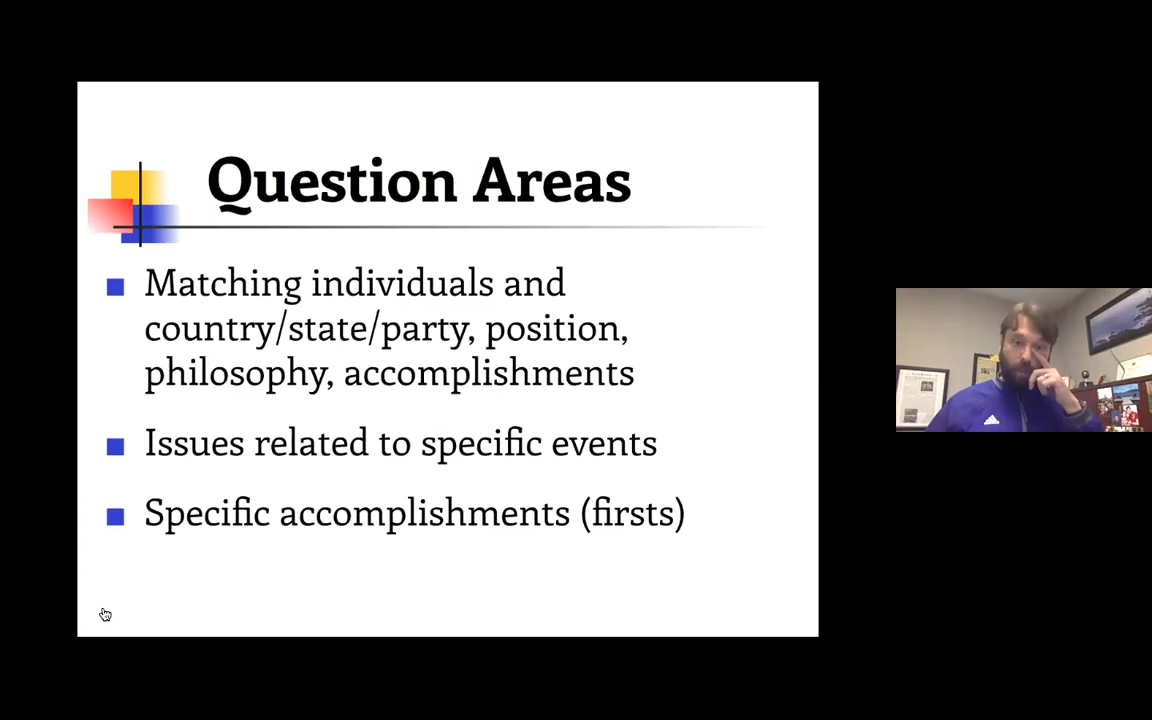 Question Areas
Matching individuals and
country/state/party, position,
philosophy, accomplishments
Issues related to specific events
Specific accomplishments (firsts)